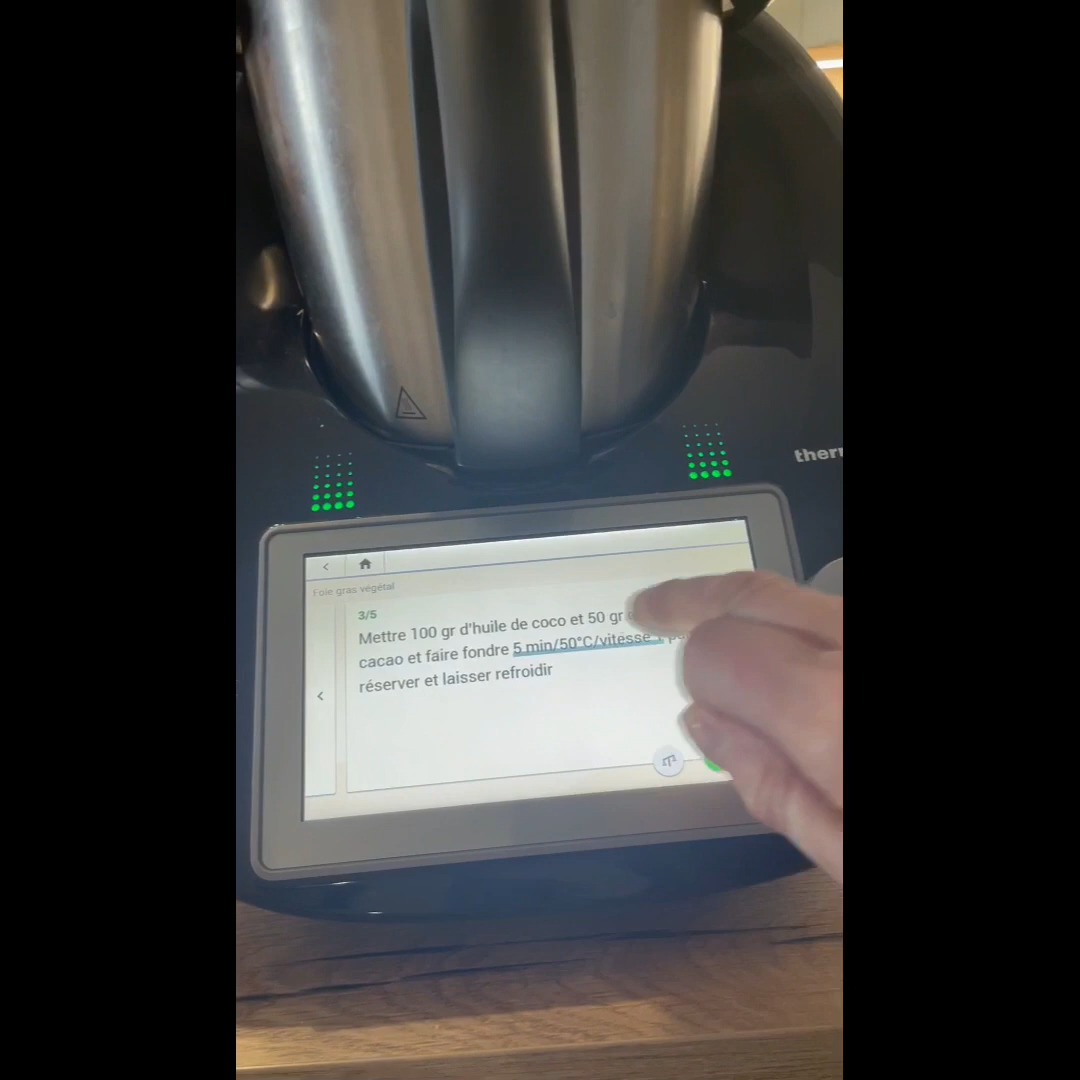 ther
Foie gras végétal
3/5
Mettre 100 gr d'huile de coco et 50 gr
cacao et faire fondre 5 min/50°C/vitesse
réserver et laisser refroidir